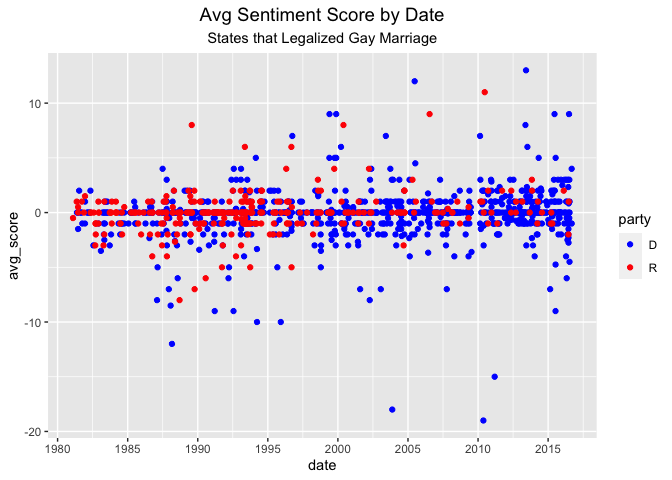 Avg Sentiment Score by Date
States that Legalized Gay Marriage
avg_score
10
0
-10
-20
1980 1985 1990 1995 2000 2005 2010 2015
date
party
D
R